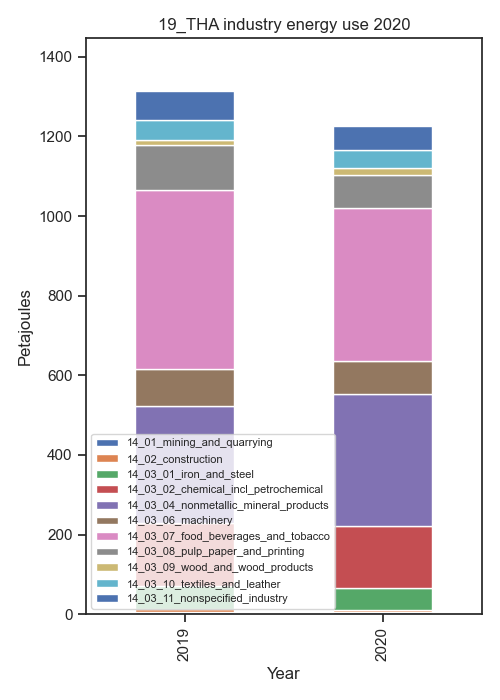 19_THA industry energy use 2020
1400
1200
1000
800
600
400
200
0
Petajoules
14_01_mining_and_quarrying
14_02_construction
14_03_01_iron_and_steel
14_03_02_chemical_incl_petrochemical
14_03_04_nonmetallic_mineral_products
14_03_06_machinery
14_03_07_food_beverages_and_tobacco
14_03_08_pulp_paper_and_printing
14_03_09_wood_and_wood_products
14_03_10_textiles_and_leather
14_03_11_nonspecified_industry
2019
2020
Year